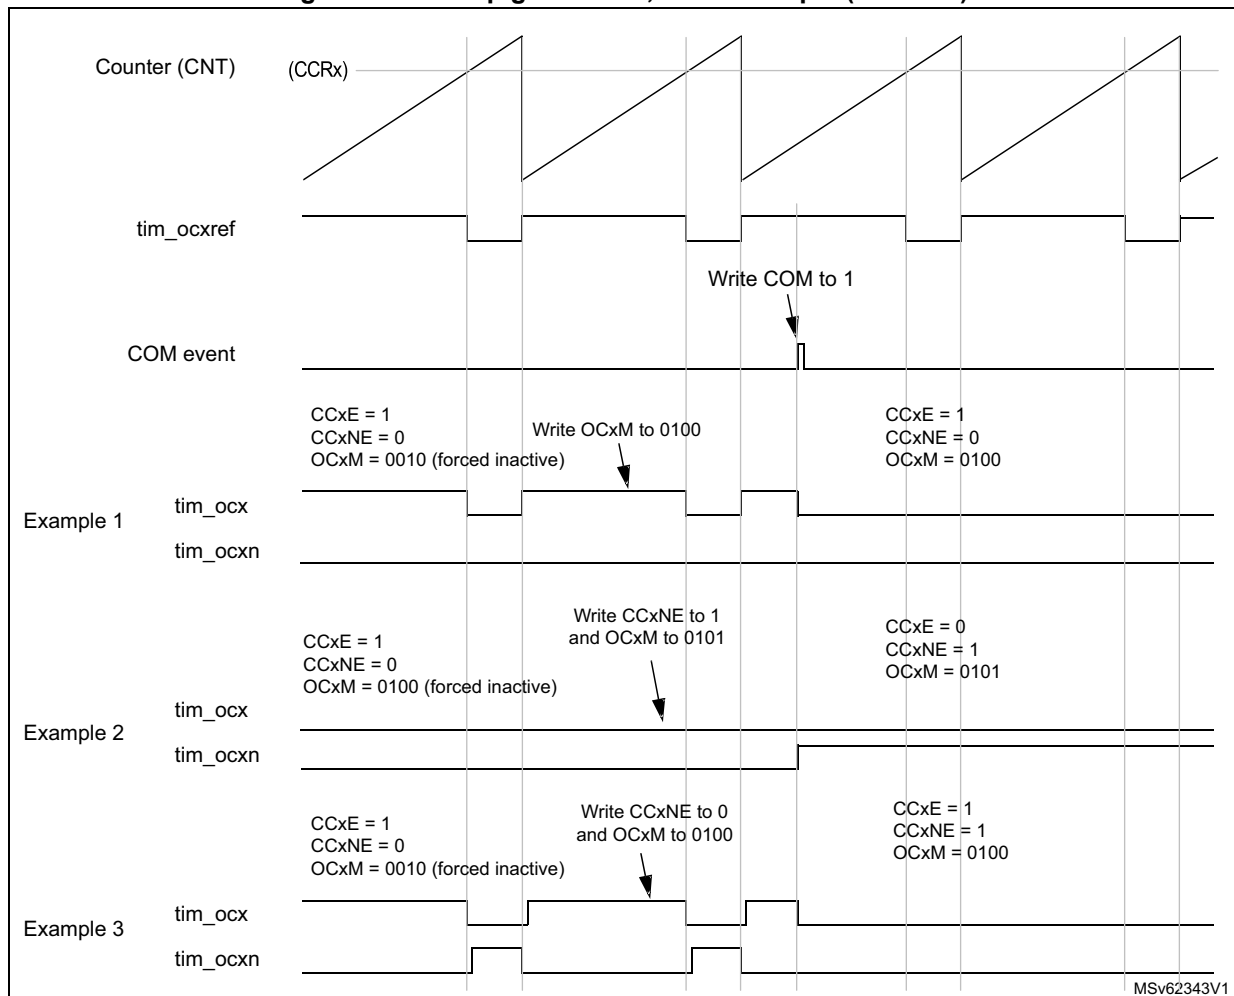 Counter (CNT)
(CCRx)
tim_ocxref
Write COM to 1
COM event
CCxE = 1
CCxNE = 0
OCxM = 0010 (forced inactive)
Write OCxM to 0100
CCxE = 1
CCxNE = 0
OCxM = 0100
Example 1
tim_ocx
tim_ocxn
CCxE = 1
CCxNE = 0
OCxM = 0100 (forced inactive)
Write CCxNE to 1
and OCxM to 0101
CCxE = 0
CCxNE = 1
OCxM = 0101
Example 2
tim_ocx
tim_ocxn
CCxE = 1
CCxNE = 0
OCxM = 0010 (forced inactive)
Write CCxNE to 0
and OCxM to 0100
CCxE = 1
CCxNE = 1
OCxM = 0100
Example 3
tim_ocx
tim_ocxn
MSv62343V1